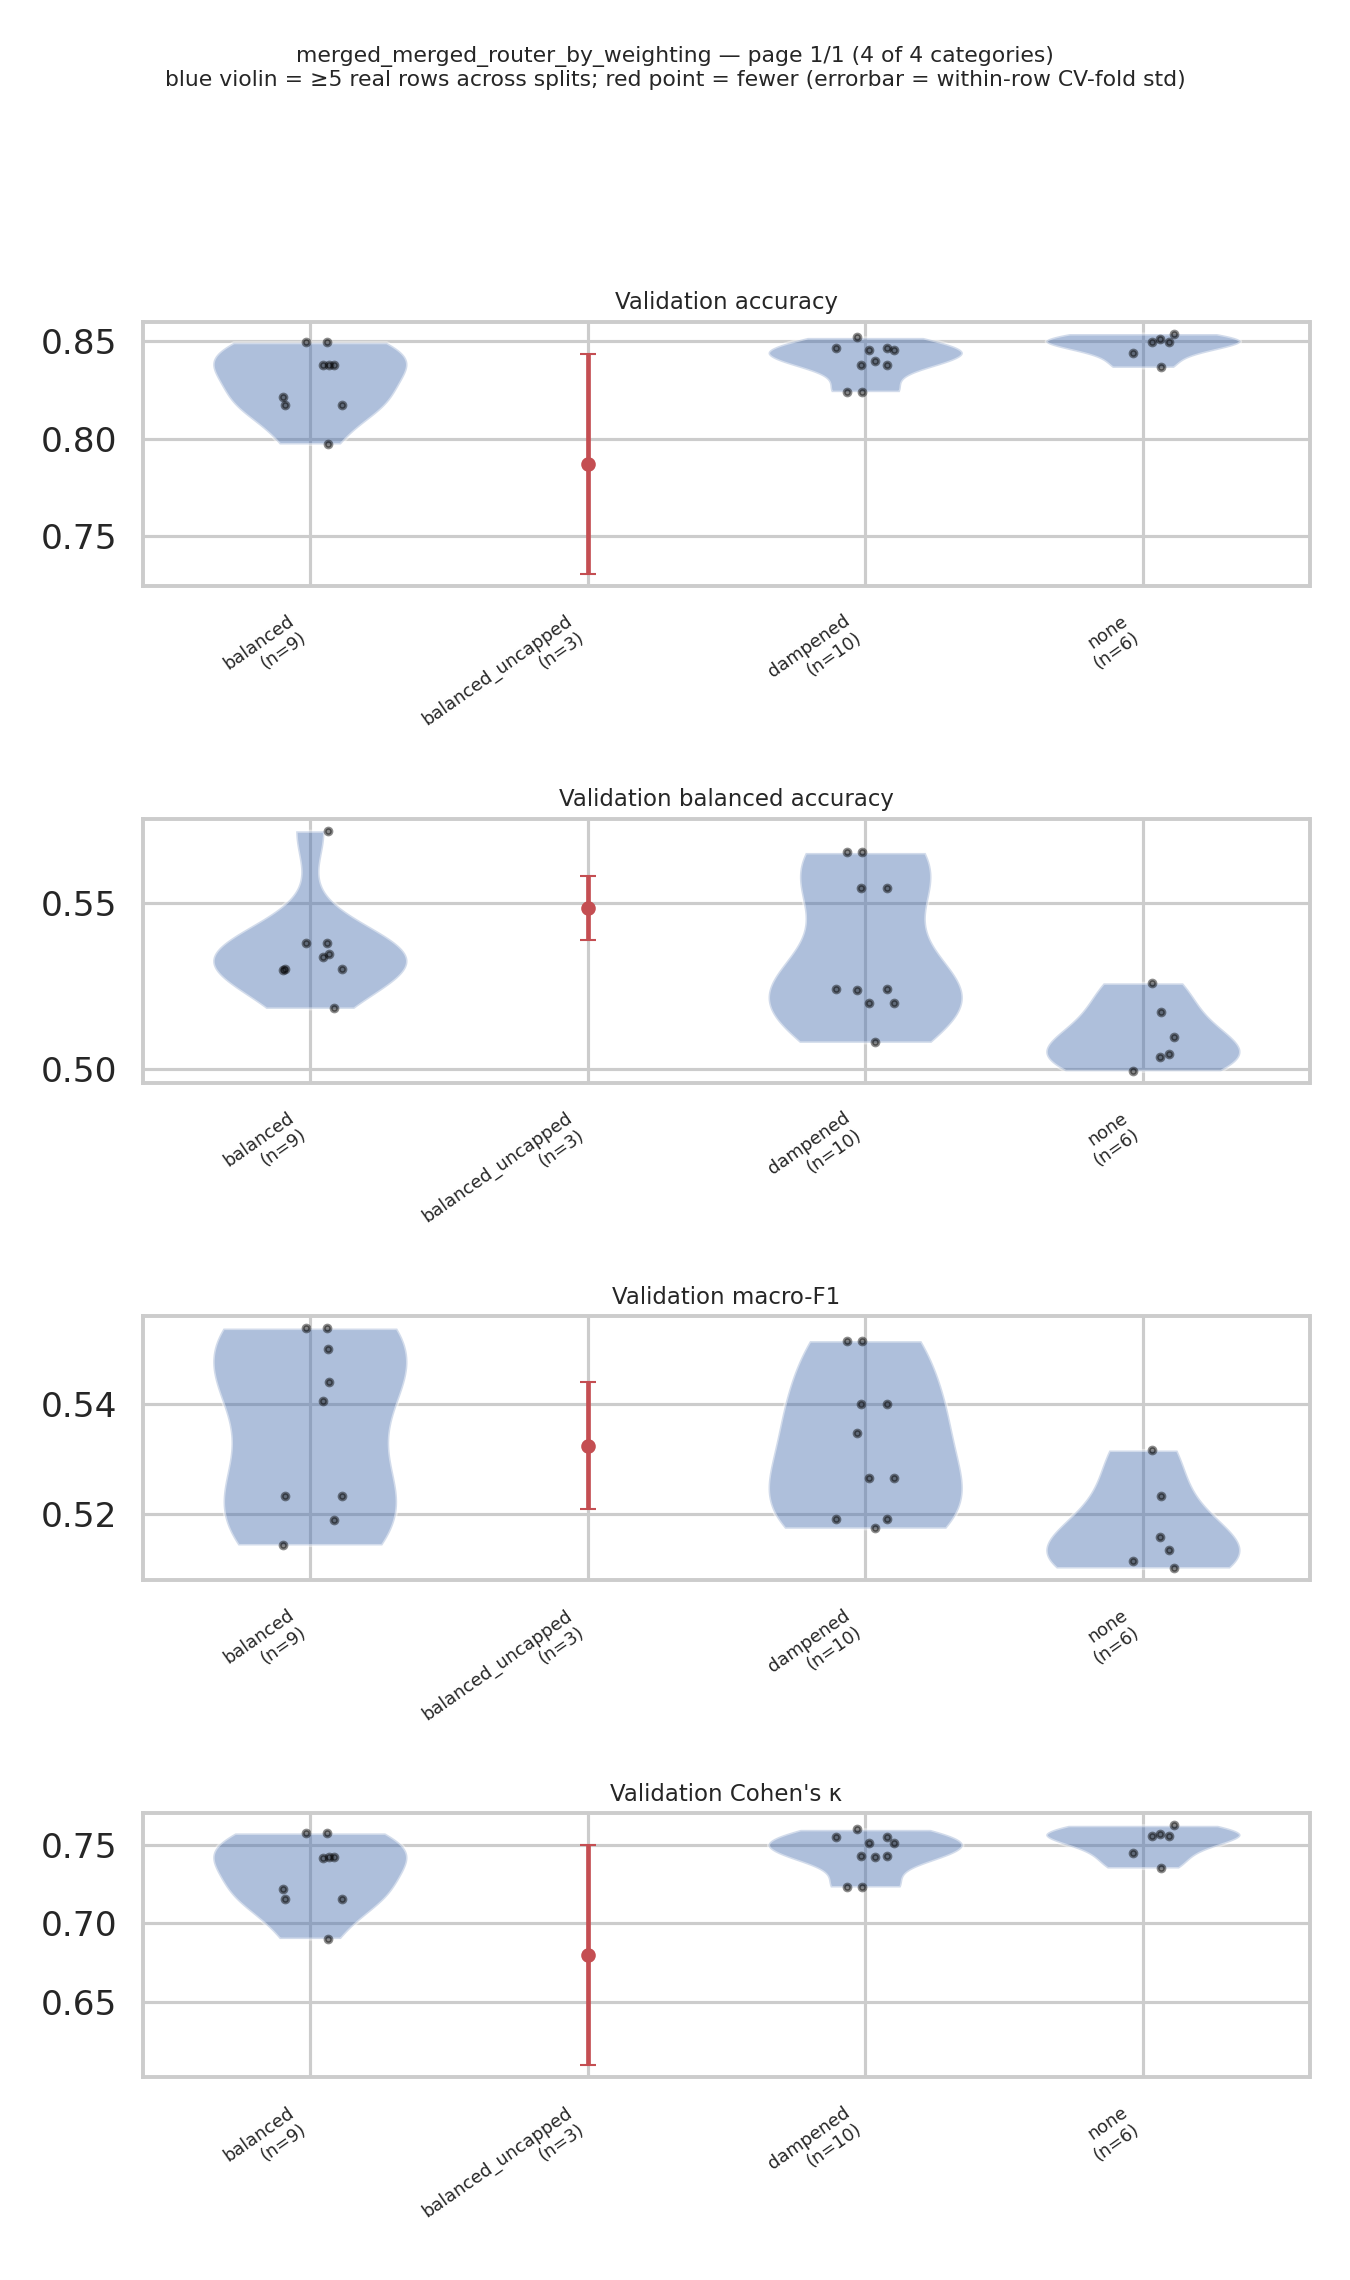 merged_merged_router_by_weighting — page 1/1 (4 of 4 categories)
blue violin = ≥5 real rows across splits; red point = fewer (errorbar = within-row CV-fold std)
Validation accuracy
0.85
0.80
0.75
balanced
(n=9)
balanced_uncapped
(n=3)
dampened
(n=10)
none
(n=6)
Validation balanced accuracy
0.55
0.50
balanced
(n=9)
balanced_uncapped
(n=3)
dampened
(n=10)
none
(n=6)
Validation macro-F1
0.54
0.52
balanced
(n=9)
balanced_uncapped
(n=3)
dampened
(n=10)
none
(n=6)
Validation Cohen's κ
0.75
0.70
0.65
balanced
(n=9)
balanced_uncapped
(n=3)
dampened
(n=10)
none
(n=6)